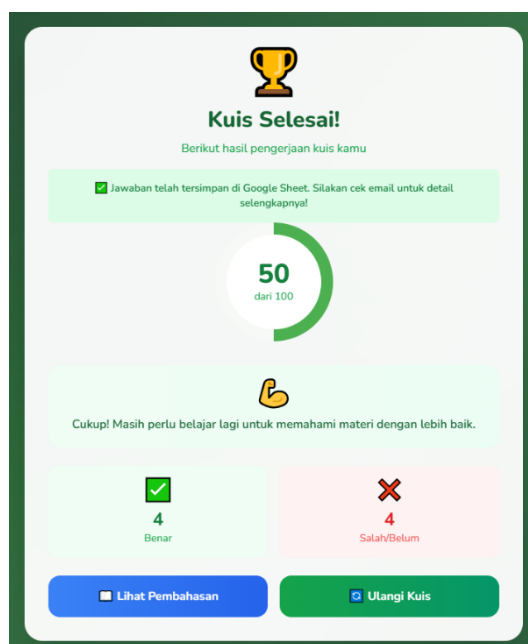 Kuis Selesai!
Berikut hasil pengerjaan kuis kamu
Jawaban telah tersimpan di Google Sheet. Silakan cek email untuk detail
selengkapnya!
50
dari 100
Cukup! Masih perlu belajar lagi untuk memahami materi dengan lebih baik.
4
Benar
4
Salah/Belum
Lihat Pembahasan
Ulangi Kuis